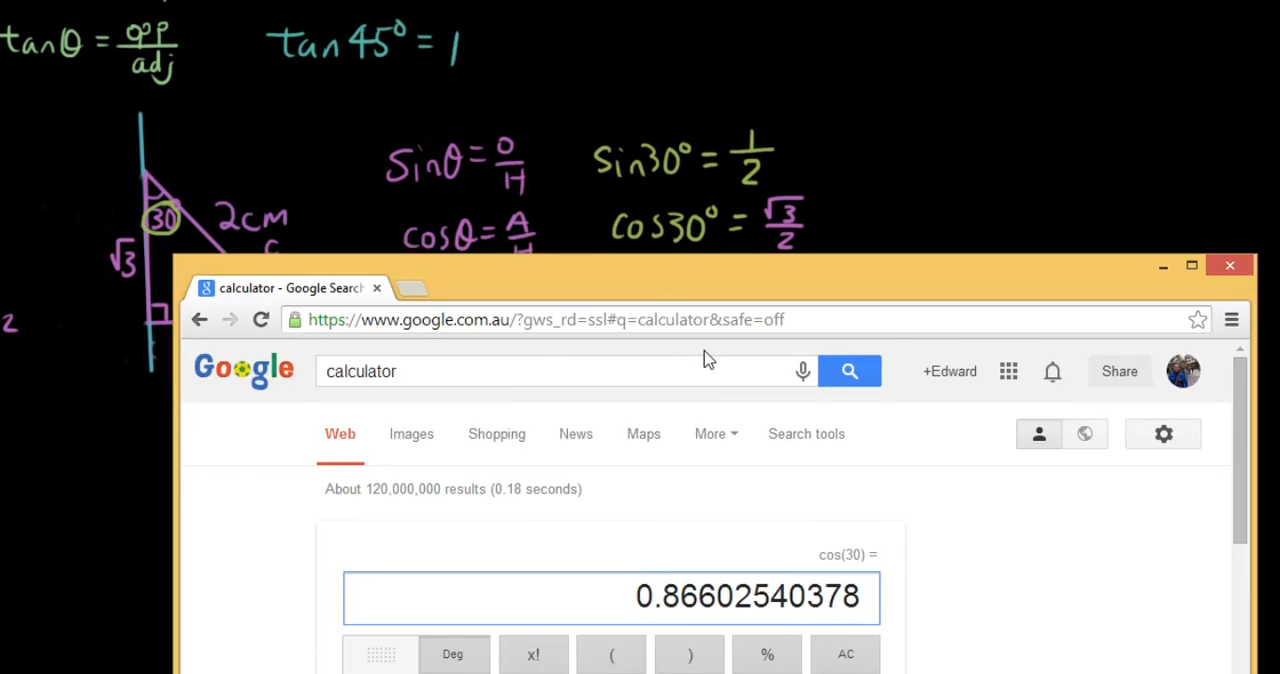 tanθ = opp/adj tan45° = 1
sinθ = O/H sin30° = 1/2
30 2cm
cosθ = A/H cos30° = √3/2
√3
2
calculator - Google Search
https://www.google.com.au/?gws_rd=ssl#q=calculator&safe=off
Google calculator +Edward Share
Web Images Shopping News Maps More Search tools
About 120,000,000 results (0.18 seconds)
cos(30) =
0.86602540378
Deg x! ( ) % AC